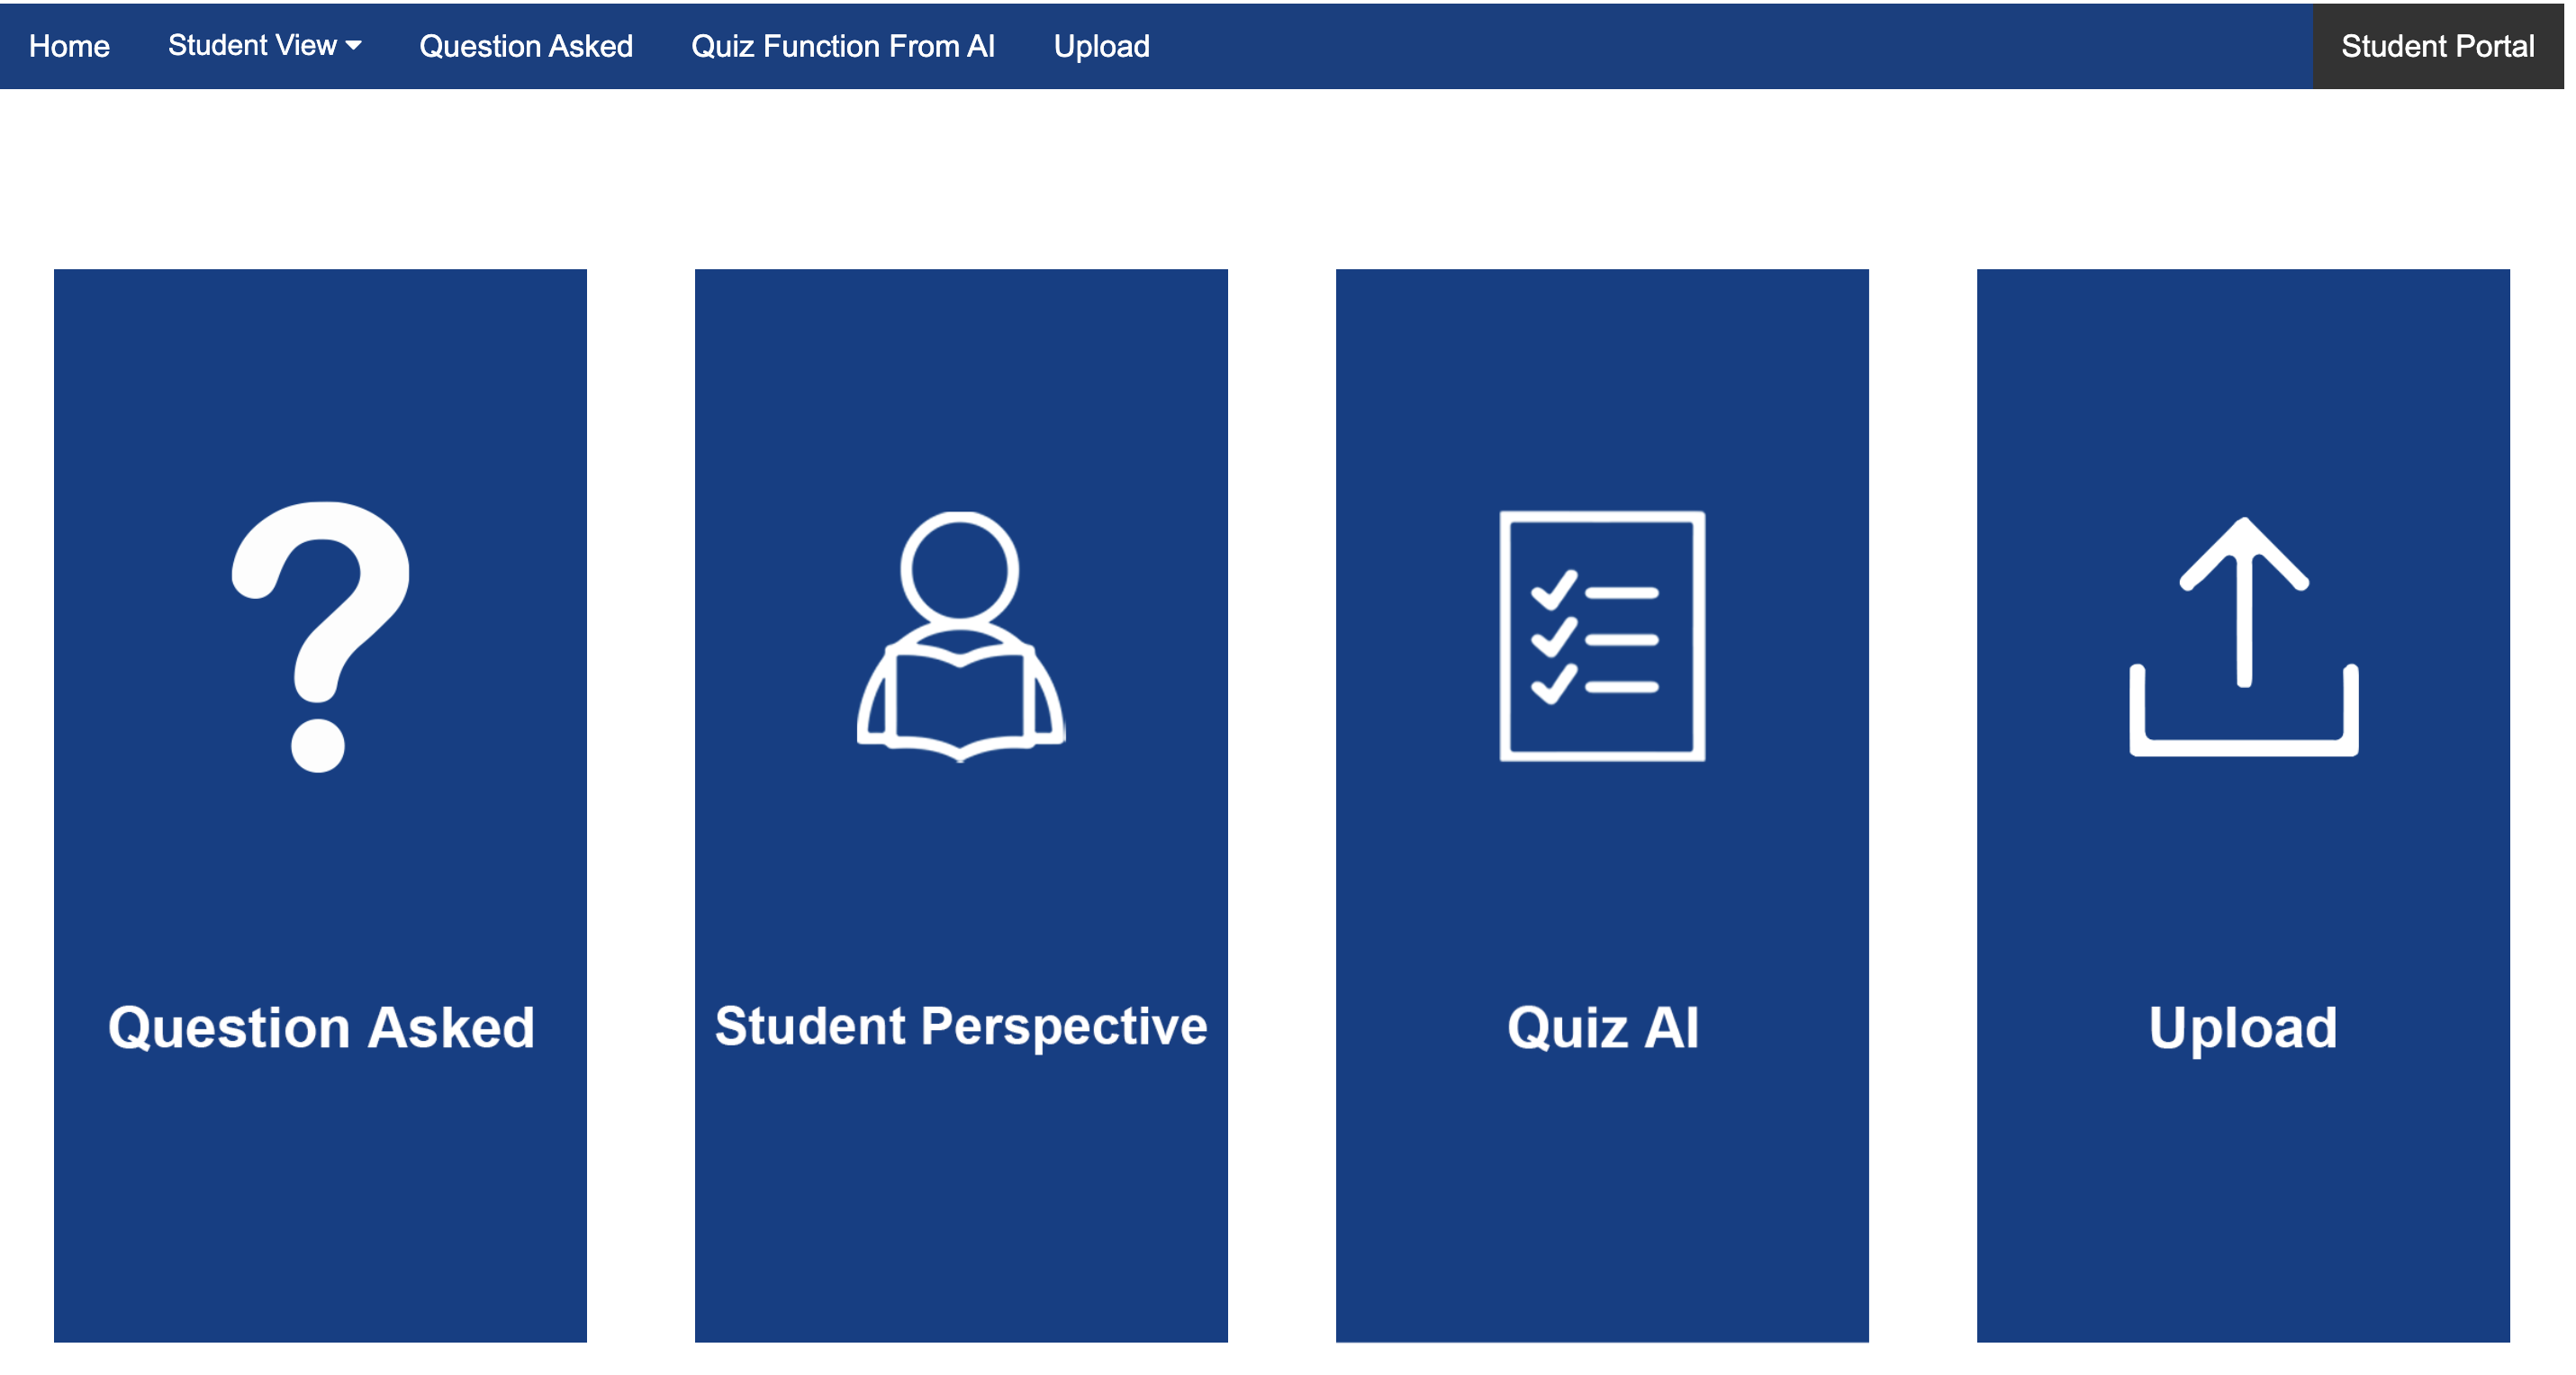 Home Student View Question Asked Quiz Function From AI Upload Student Portal
Question Asked
Student Perspective
Quiz AI
Upload